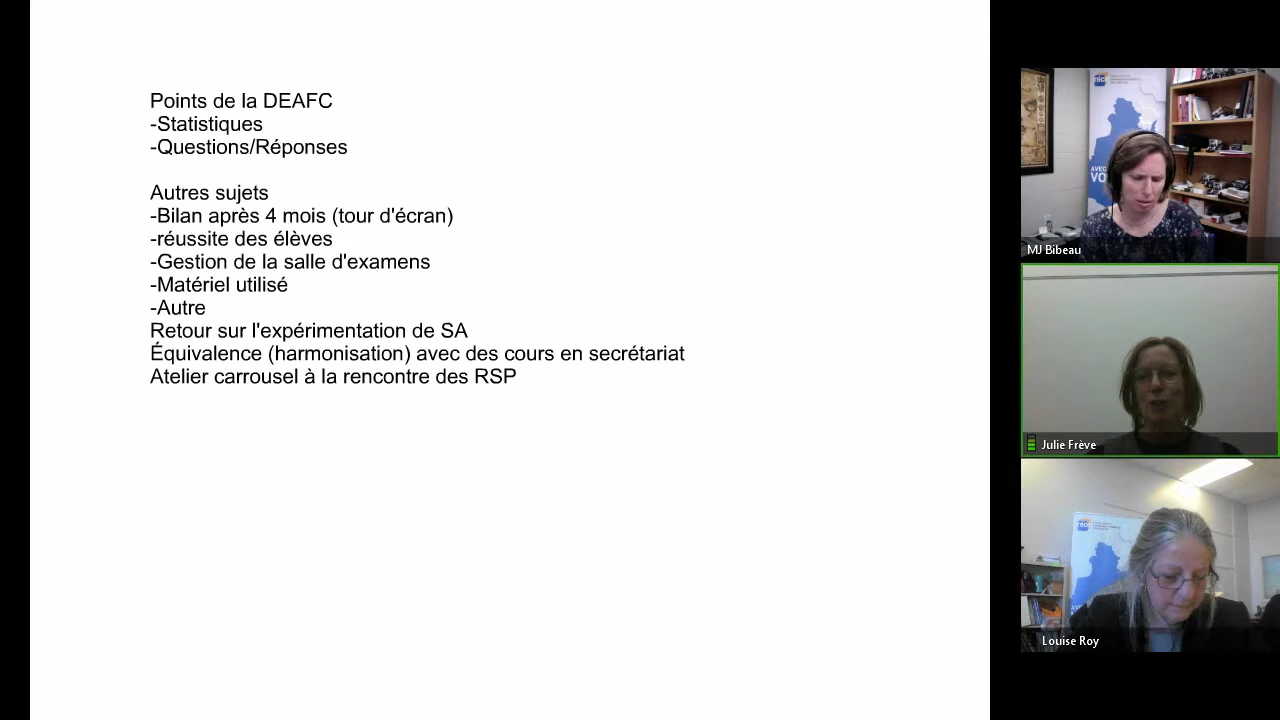 Points de la DEAFC
-Statistiques
-Questions/Réponses
Autres sujets
-Bilan après 4 mois (tour d'écran)
-réussite des élèves
-Gestion de la salle d'examens
-Matériel utilisé
-Autre
Retour sur l'expérimentation de SA
Équivalence (harmonisation) avec des cours en secrétariat
Atelier carrousel à la rencontre des RSP
AVEC
VO
MJ Bibeau
Julie Frève
Louise Roy